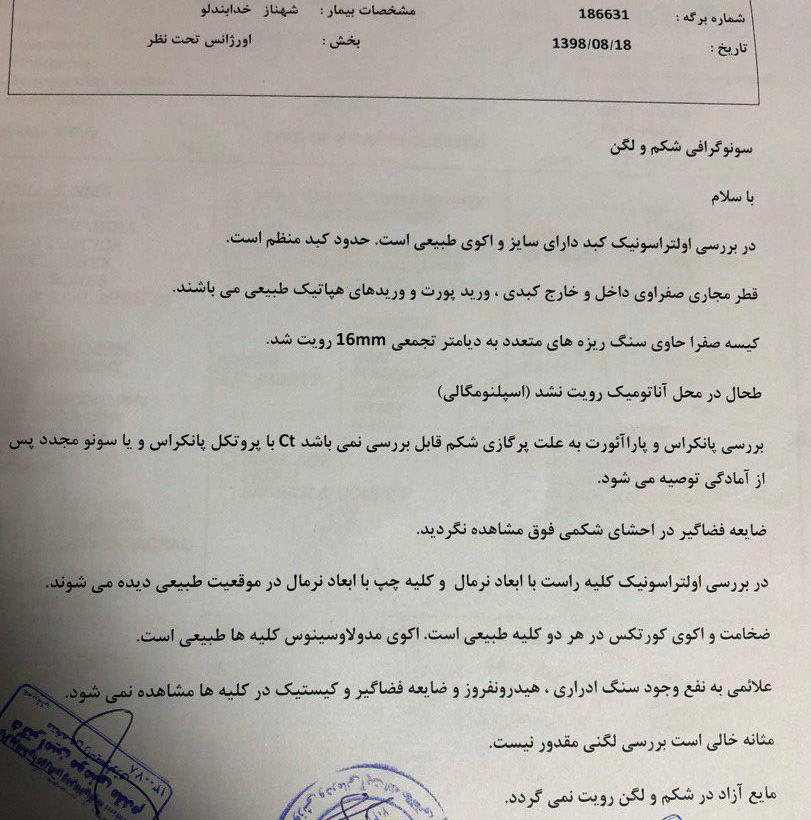 شماره برگه : 186631 مشخصات بیمار : شهناز خدابندلو
تاریخ : 1398/08/18 بخش : اورژانس تحت نظر
سونوگرافی شکم و لگن
با سلام
در بررسی اولتراسونیک کبد دارای سایز و اکوی طبیعی است. حدود کبد منظم است.
قطر مجاری صفراوی داخل و خارج کبدی ، ورید پورت و وریدهای هپاتیک طبیعی می باشند.
کیسه صفرا حاوی سنگ ریزه های متعدد به دیامتر تجمعی 16mm رویت شد.
طحال در محل آناتومیک رویت نشد (اسپلنومگالی)
بررسی پانکراس و پاراآئورت به علت پرگازی شکم قابل بررسی نمی باشد Ct با پروتکل پانکراس و یا سونو مجدد پس
از آمادگی توصیه می شود.
ضایعه فضاگیر در احشای شکمی فوق مشاهده نگردید.
در بررسی اولتراسونیک کلیه راست با ابعاد نرمال و کلیه چپ با ابعاد نرمال در موقعیت طبیعی دیده می شوند.
ضخامت و اکوی کورتکس در هر دو کلیه طبیعی است. اکوی مدولاوسینوس کلیه ها طبیعی است.
علائمی به نفع وجود سنگ ادراری ، هیدرونفروز و ضایعه فضاگیر و کیستیک در کلیه ها مشاهده نمی شود.
مثانه خالی است بررسی لگنی مقدور نیست.
مایع آزاد در شکم و لگن رویت نمی گردد.